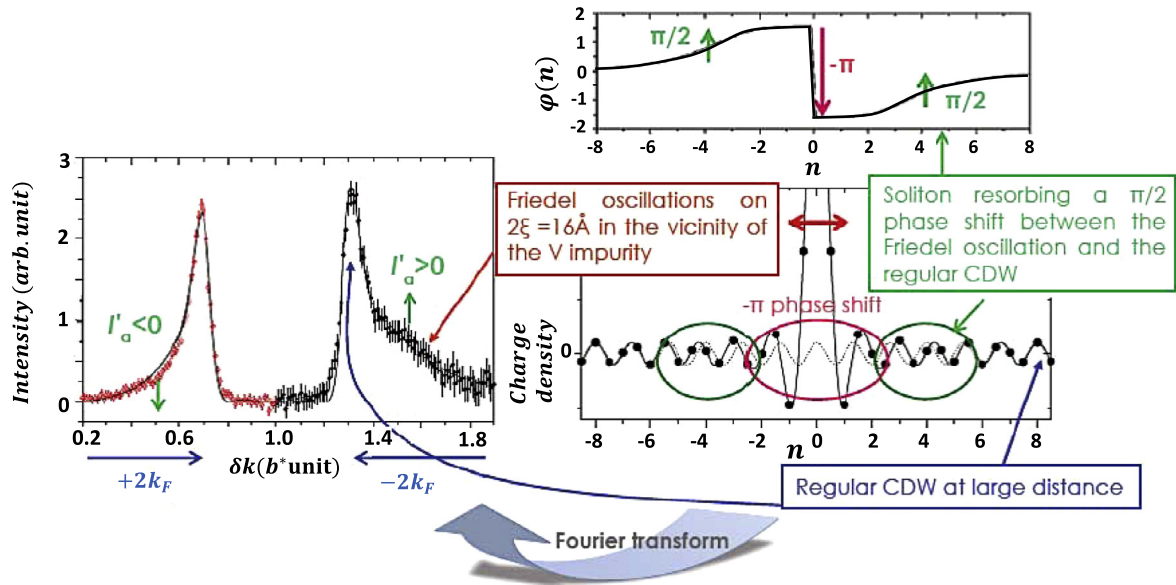 2
1
0
-1
-2
φ(n)
π/2
-π
π/2
-8 -6 -4 -2 0 2 4 6 8
n
3
2
1
0
Intensity (arb. unit)
I'ₐ<0
I'ₐ>0
0.2 0.6 1.0 1.4 1.8
δk(b* unit)
+2k_F
−2k_F
Friedel oscillations on
2ξ =16Å in the vicinity of
the V impurity
Soliton resorbing a π/2
phase shift between the
Friedel oscillation and the
regular CDW
-π phase shift
0
Charge
density
-8 -6 -4 -2 0 2 4 6 8
n
Regular CDW at large distance
Fourier transform